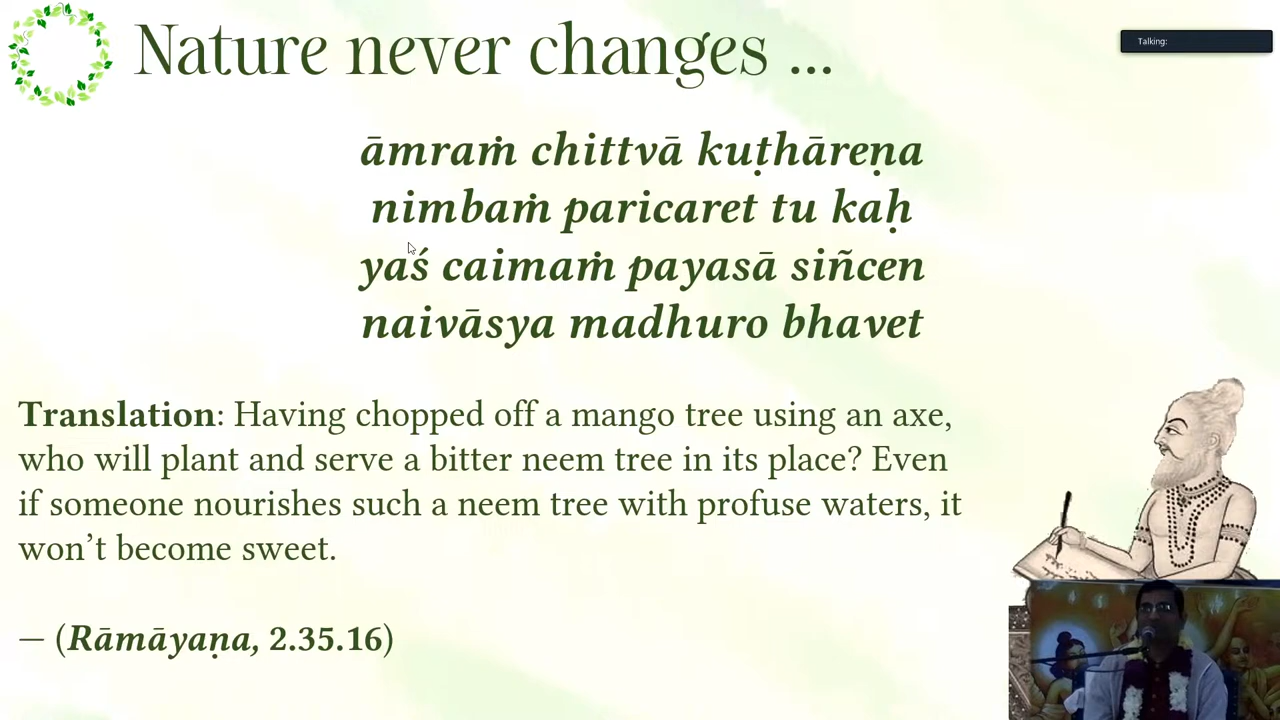 Nature never changes ...
Talking:
āmraṁ chittvā kuṭhāreṇa
nimbaṁ paricaret tu kaḥ
yaś caimaṁ payasā siñcen
naivāsya madhuro bhavet
Translation: Having chopped off a mango tree using an axe,
who will plant and serve a bitter neem tree in its place? Even
if someone nourishes such a neem tree with profuse waters, it
won’t become sweet.
— (Rāmāyaṇa, 2.35.16)